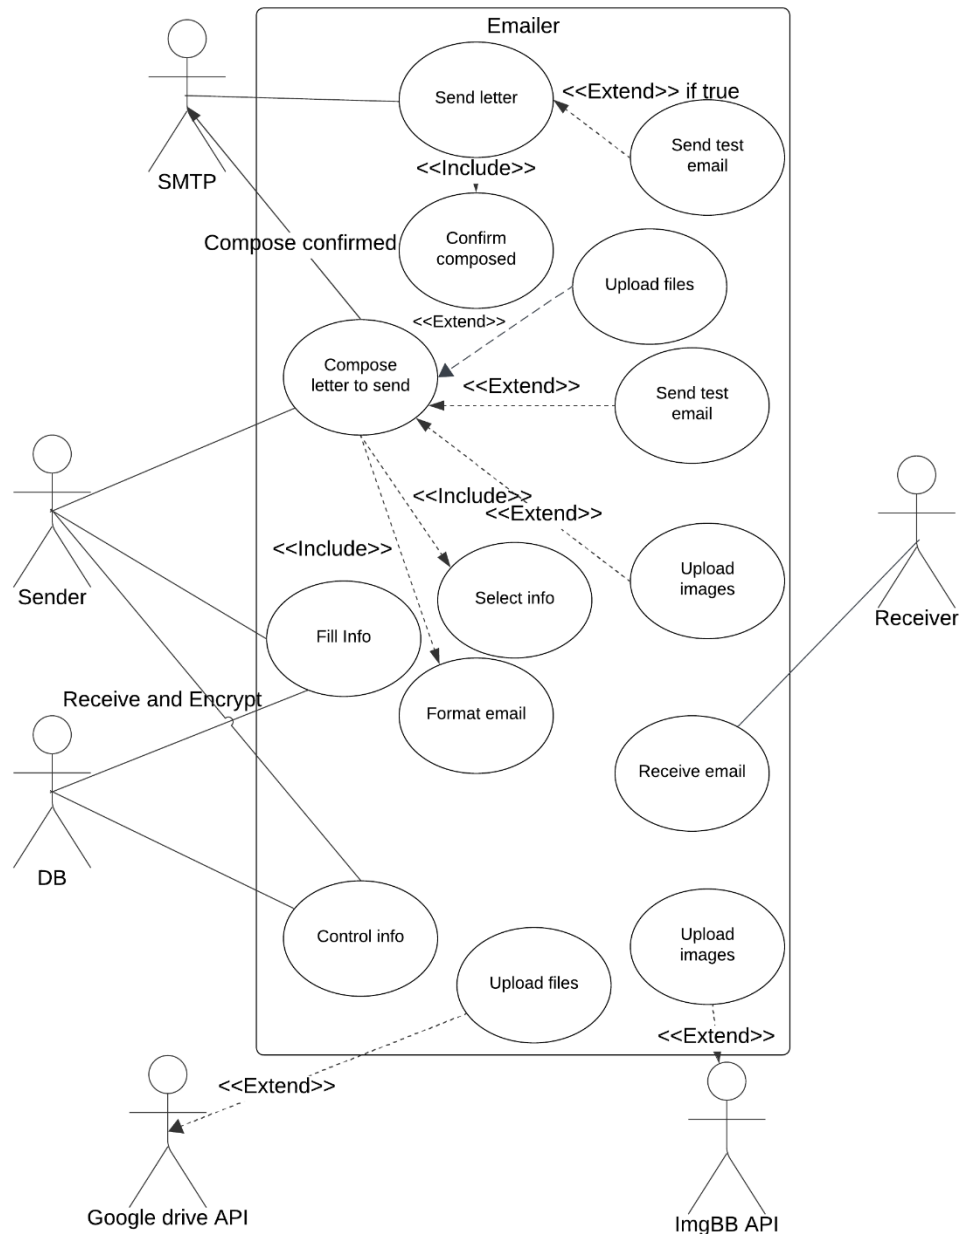 Emailer
Send letter
<<Extend>> if true
Send test
email
SMTP
<<Include>>
Compose confirmed
Confirm
composed
Upload files
<<Extend>>
Compose
letter to send
<<Extend>>
Send test
email
<<Include>>
<<Extend>>
<<Include>>
Sender
Select info
Upload
images
Receiver
Fill Info
Receive and Encrypt
Format email
Receive email
DB
Control info
Upload files
Upload
images
<<Extend>>
<<Extend>>
Google drive API
ImgBB API